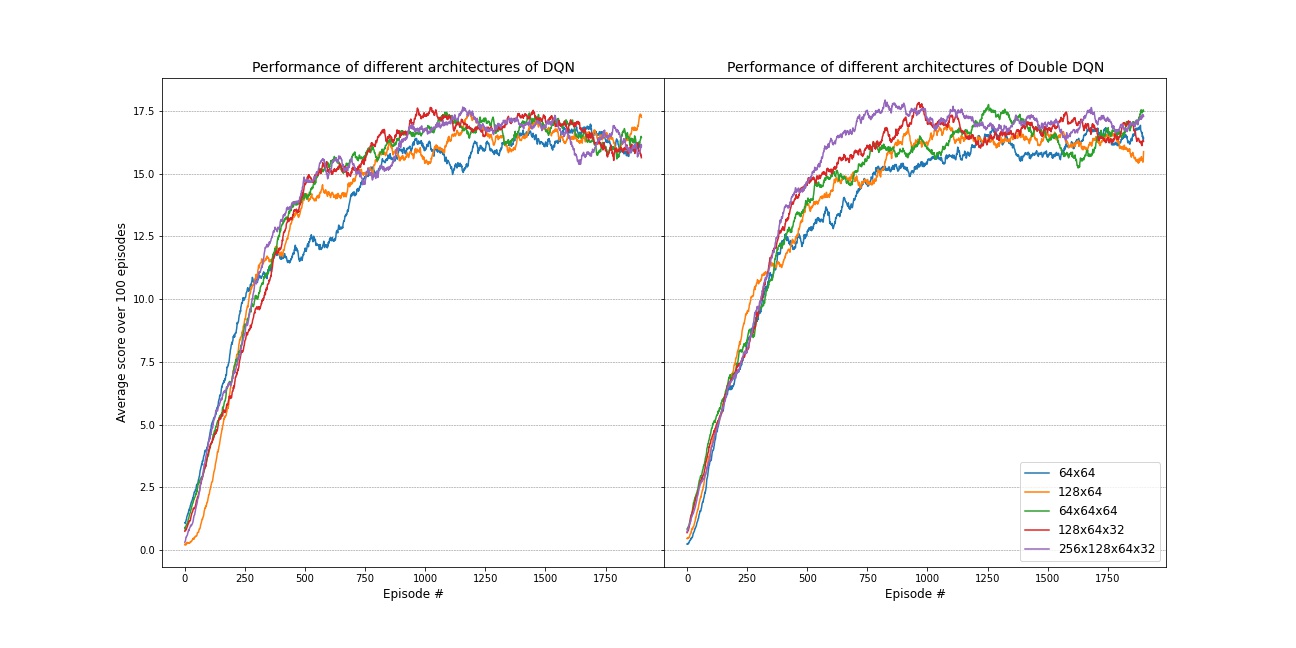 Performance of different architectures of DQN
Performance of different architectures of Double DQN
Average score over 100 episodes
17.5
15.0
12.5
10.0
7.5
5.0
2.5
0.0
0 250 500 750 1000 1250 1500 1750
0 250 500 750 1000 1250 1500 1750
Episode #
Episode #
64x64
128x64
64x64x64
128x64x32
256x128x64x32